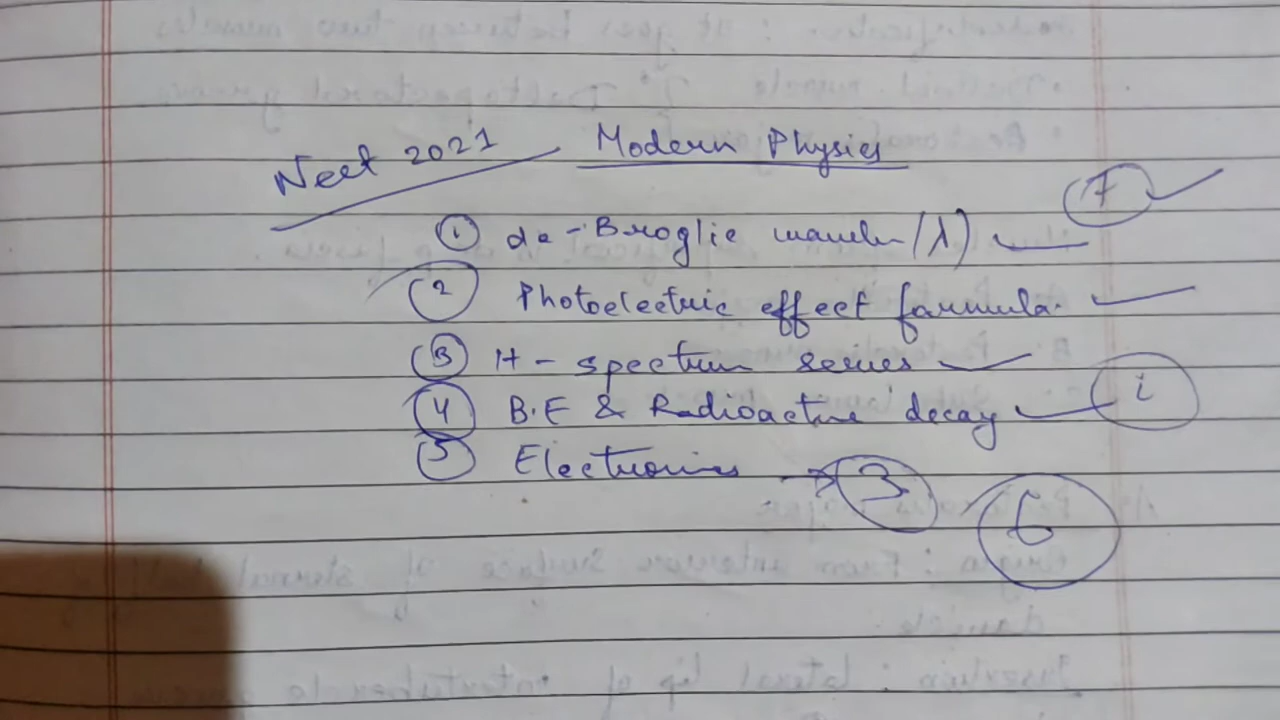 Neet 2021 Modern Physics
7
① de-Broglie (λ)
② Photoelectric effect formula.
③ H - spectrum series
④ B.E & Radioactive decay i
⑤ Electronics → 3
6